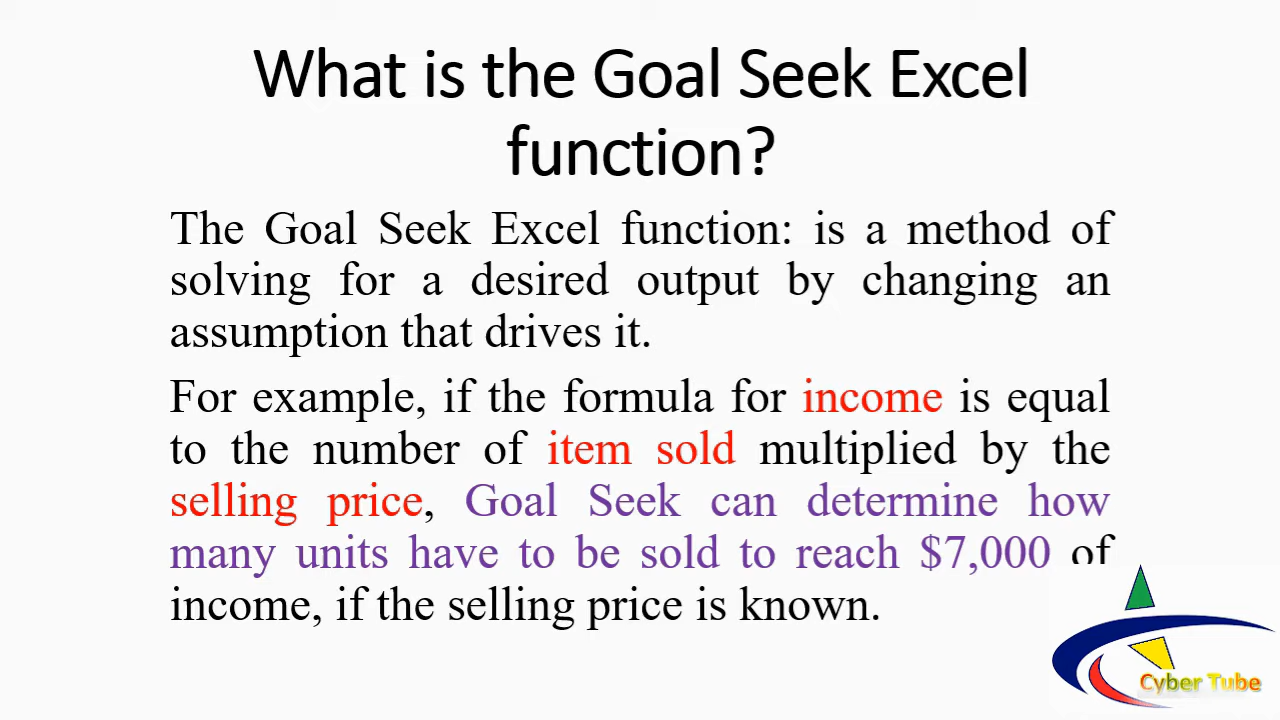 What is the Goal Seek Excel
function?
The Goal Seek Excel function: is a method of
solving for a desired output by changing an
assumption that drives it.
For example, if the formula for income is equal
to the number of item sold multiplied by the
selling price, Goal Seek can determine how
many units have to be sold to reach $7,000 of
income, if the selling price is known.
Cyber Tube